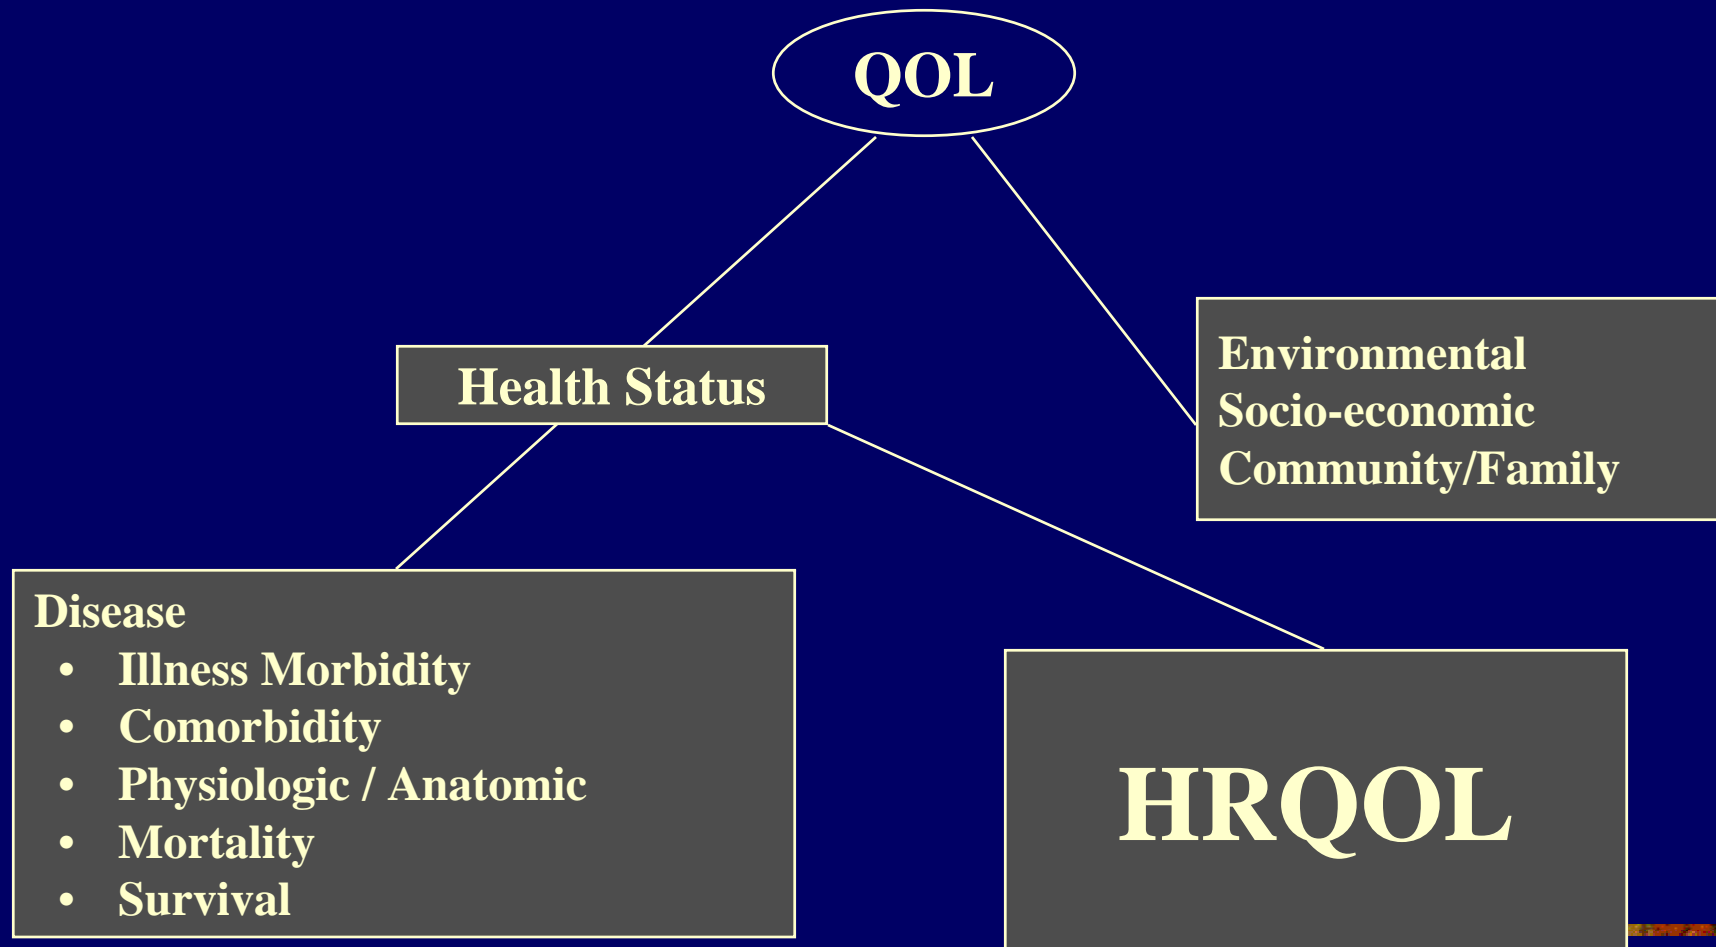 QOL
Health Status
Environmental
Socio-economic
Community/Family
Disease
• Illness Morbidity
• Comorbidity
• Physiologic / Anatomic
• Mortality
• Survival
HRQOL